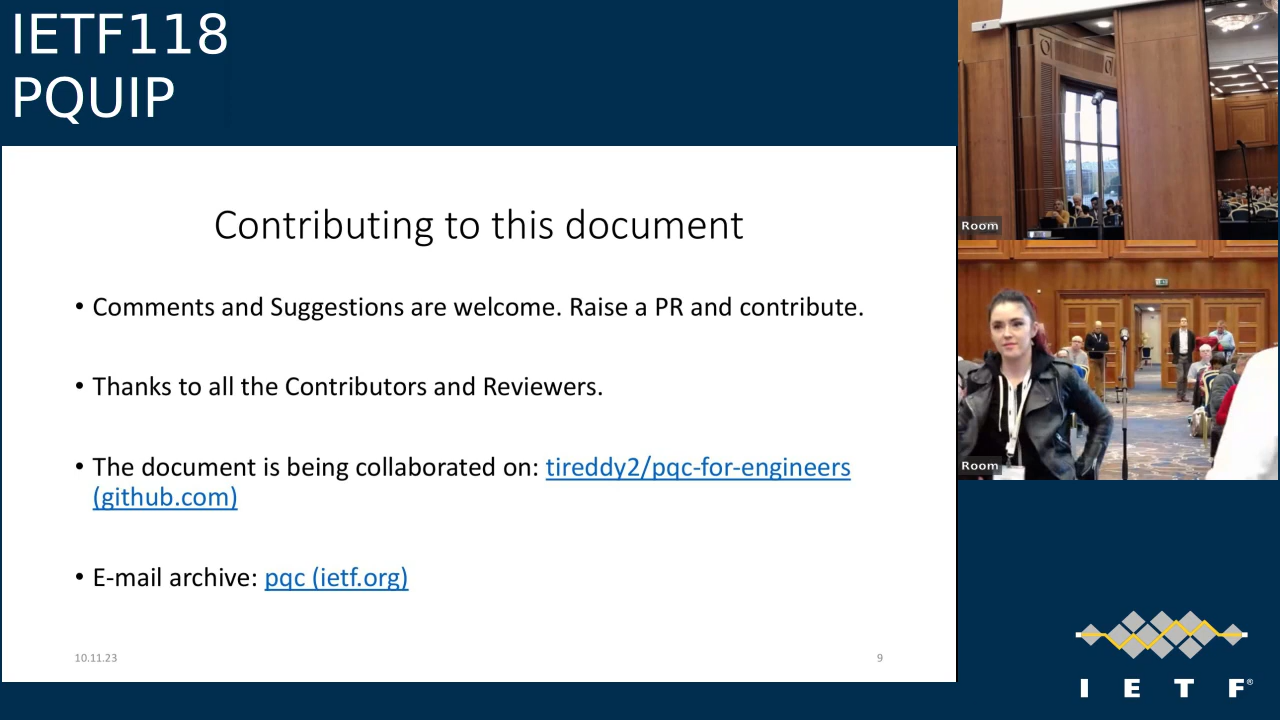 IETF118
PQUIP
Contributing to this document
• Comments and Suggestions are welcome. Raise a PR and contribute.
• Thanks to all the Contributors and Reviewers.
• The document is being collaborated on: tireddy2/pqc-for-engineers
(github.com)
• E-mail archive: pqc (ietf.org)
10.11.23
9
Room
Room
I E T F®